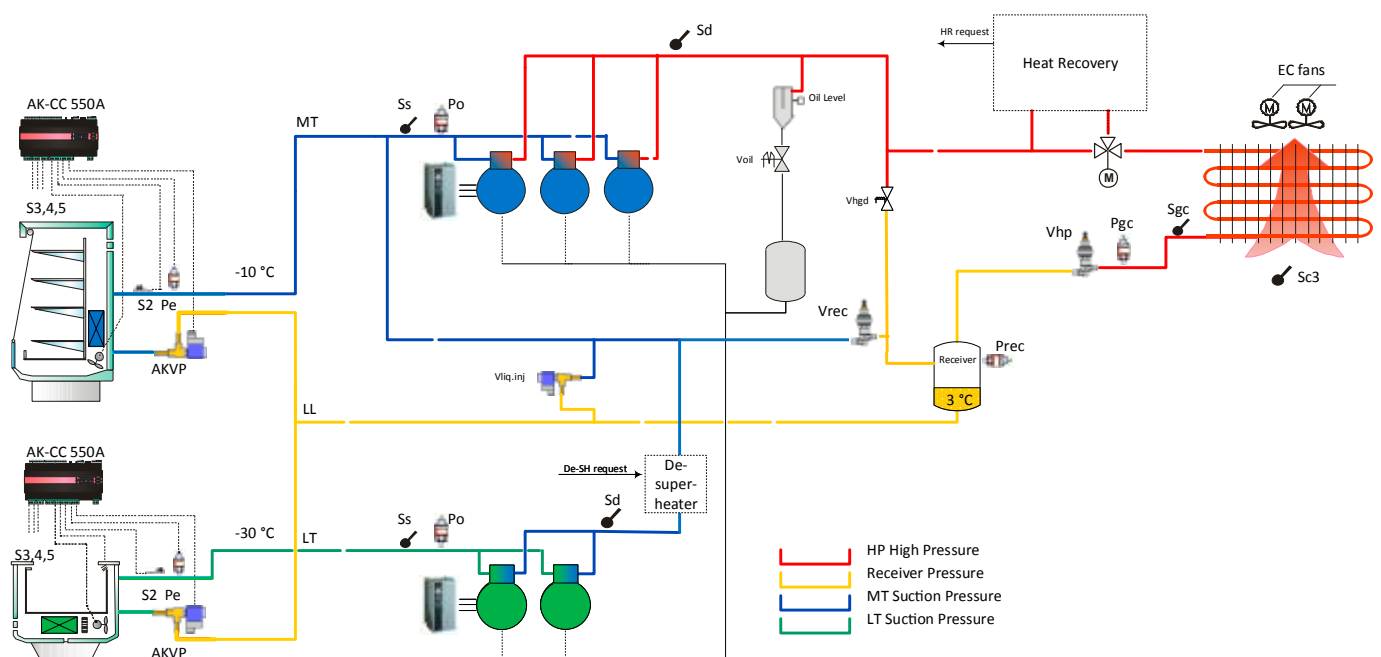 Sd
HR request
Heat Recovery
EC fans
M
M
AK-CC 550A
MT
Ss
Po
Oil Level
Voil
M
S3,4,5
Vhgd
Sgc
Pgc
Vhp
-10 °C
Sc3
S2 Pe
Vrec
Prec
Receiver
AKVP
Vliq.inj
3 °C
LL
AK-CC 550A
De-SH request
De-
super-
heater
Sd
Ss
Po
-30 °C
LT
S3,4,5
HP High Pressure
Receiver Pressure
S2 Pe
MT Suction Pressure
LT Suction Pressure
AKVP